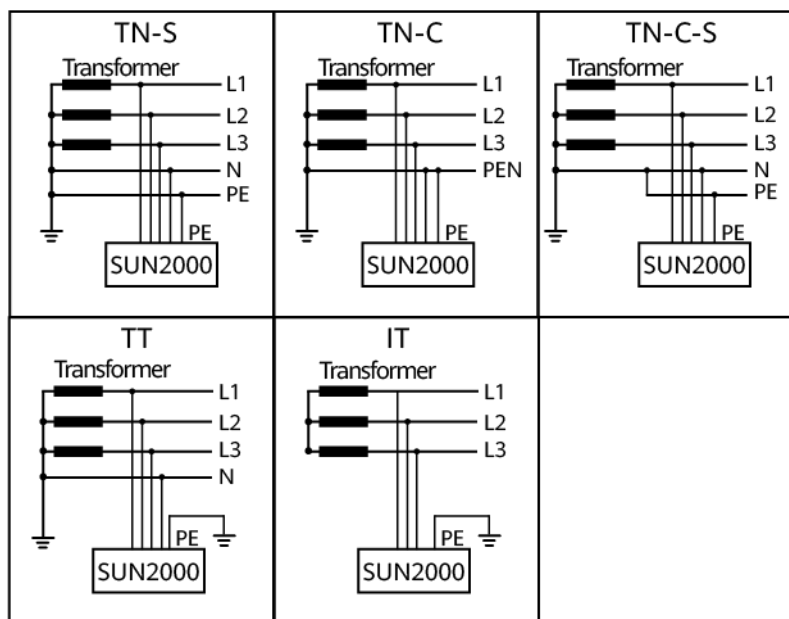 TN-S
Transformer
L1
L2
L3
N
PE
PE
SUN2000
TN-C
Transformer
L1
L2
L3
PEN
PE
SUN2000
TN-C-S
Transformer
L1
L2
L3
N
PE
PE
SUN2000
TT
Transformer
L1
L2
L3
N
PE
SUN2000
IT
Transformer
L1
L2
L3
PE
SUN2000